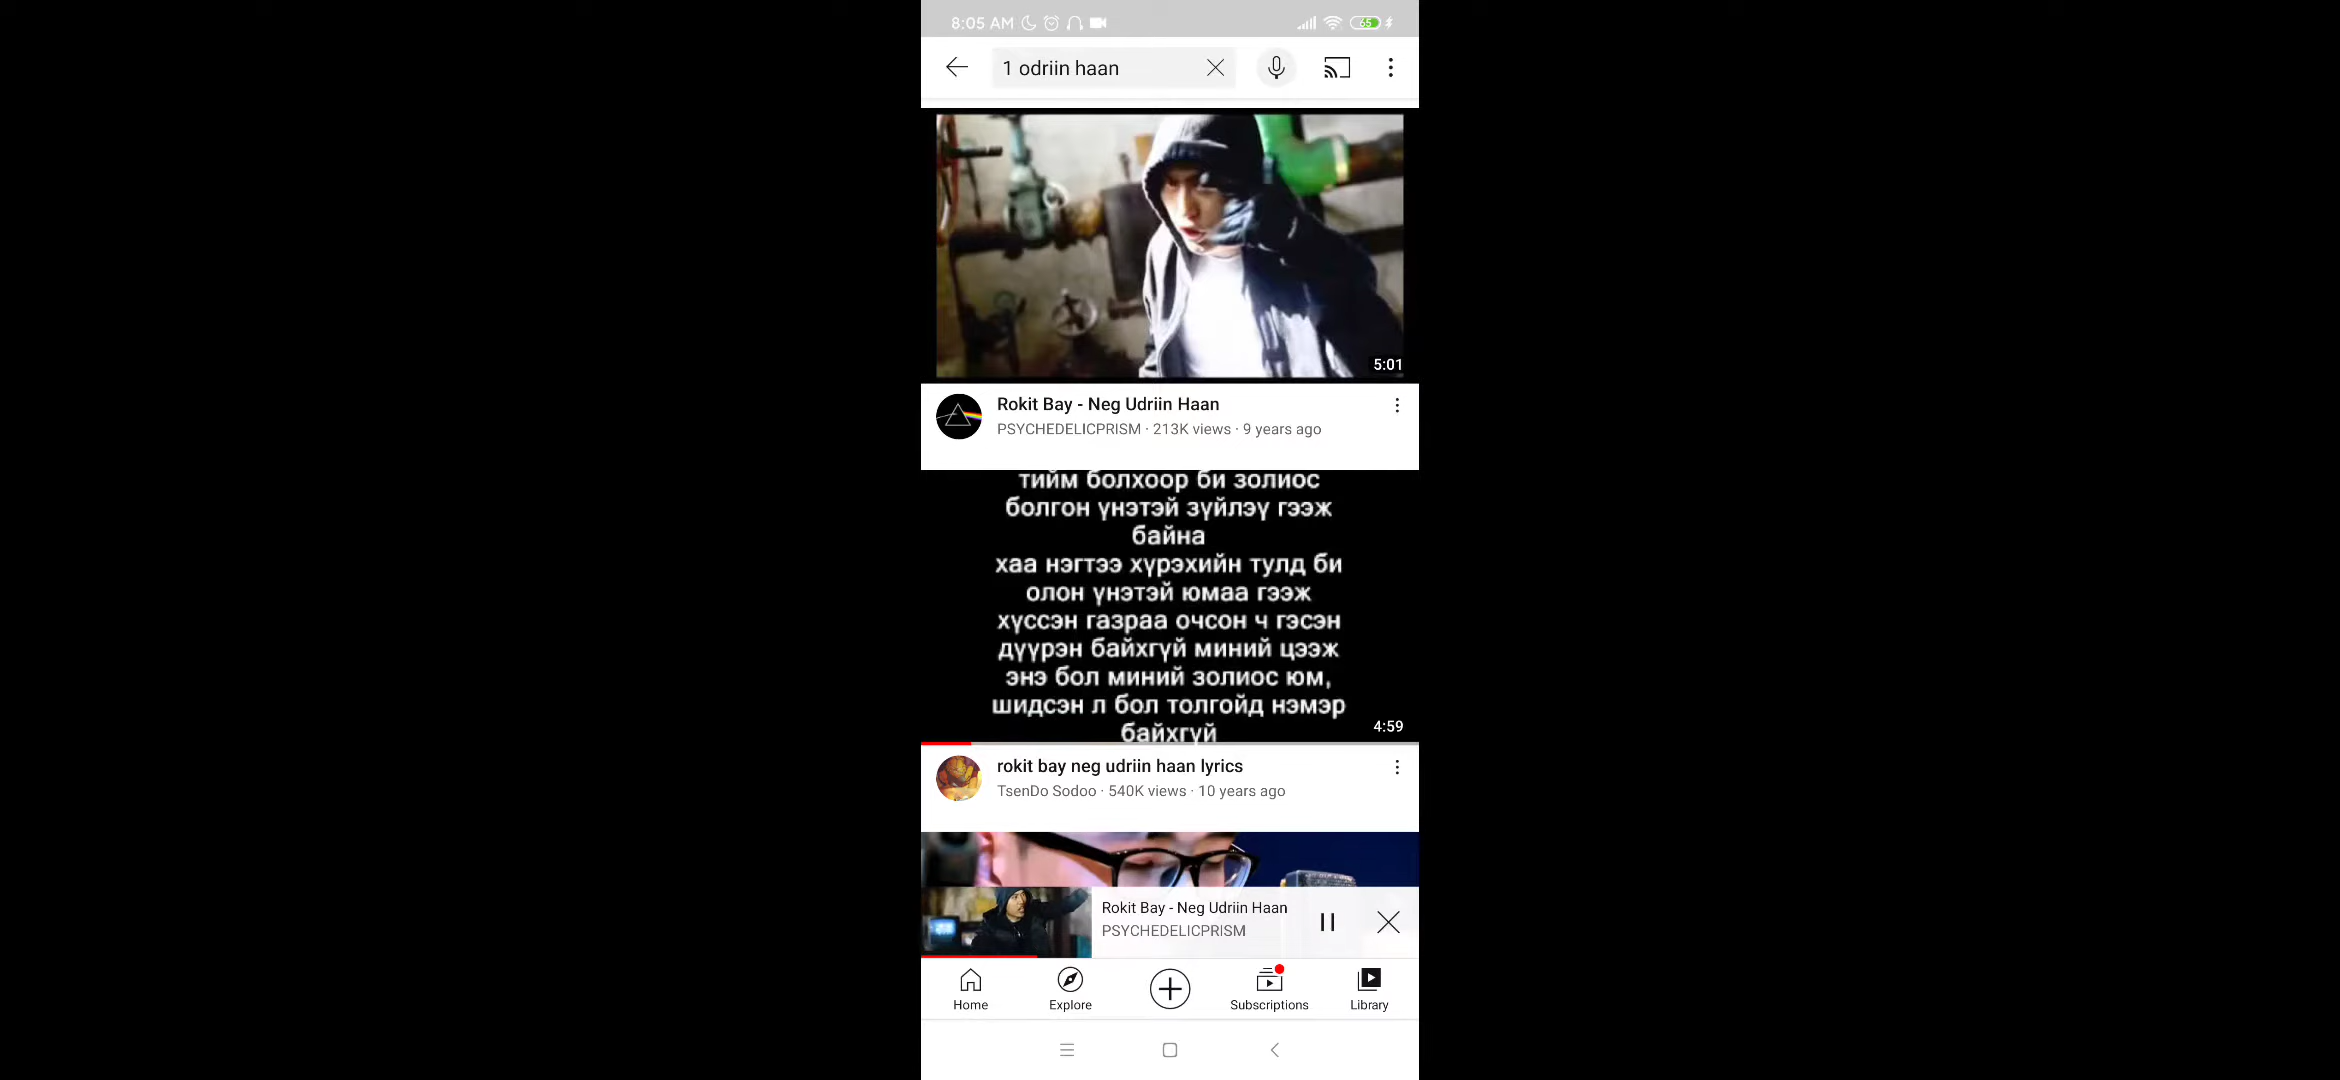 8:05 AM
65
1 odriin haan
5:01
Rokit Bay - Neg Udriin Haan
PSYCHEDELICPRISM · 213K views · 9 years ago
тийм болхоор би золиос
болгон үнэтэй зүйлэү гээж
байна
хаа нэгтээ хүрэхийн тулд би
олон үнэтэй юмаа гээж
хүссэн газраа очсон ч гэсэн
дүүрэн байхгүй миний цээж
энэ бол миний золиос юм,
шидсэн л бол толгойд нэмэр
байхгүй
4:59
rokit bay neg udriin haan lyrics
TsenDo Sodoo · 540K views · 10 years ago
Rokit Bay - Neg Udriin Haan
PSYCHEDELICPRISM
Home
Explore
Subscriptions
Library